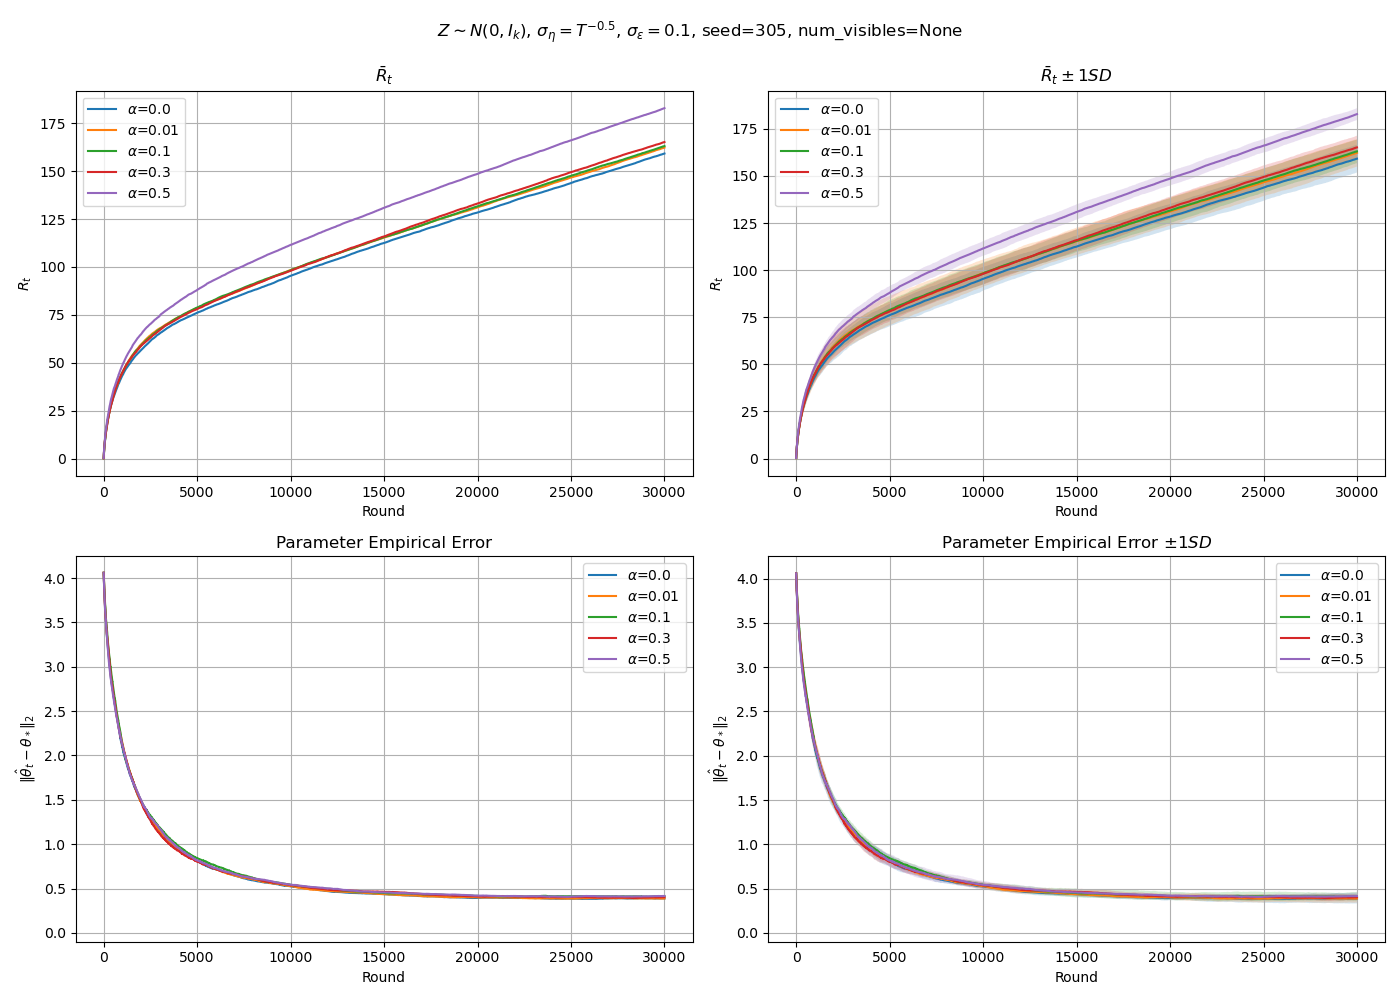 Z ∼ N(0, I_k), σ_η = T^{−0.5}, σ_ε = 0.1, seed=305, num_visibles=None
R̄_t
R_t
175
150
125
100
75
50
25
0
α=0.0
α=0.01
α=0.1
α=0.3
α=0.5
0 5000 10000 15000 20000 25000 30000
Round
R̄_t ± 1SD
R_t
175
150
125
100
75
50
25
0
α=0.0
α=0.01
α=0.1
α=0.3
α=0.5
0 5000 10000 15000 20000 25000 30000
Round
Parameter Empirical Error
‖θ̂_t − θ_*‖_2
4.0
3.5
3.0
2.5
2.0
1.5
1.0
0.5
0.0
α=0.0
α=0.01
α=0.1
α=0.3
α=0.5
0 5000 10000 15000 20000 25000 30000
Round
Parameter Empirical Error ±1SD
‖θ̂_t − θ_*‖_2
4.0
3.5
3.0
2.5
2.0
1.5
1.0
0.5
0.0
α=0.0
α=0.01
α=0.1
α=0.3
α=0.5
0 5000 10000 15000 20000 25000 30000
Round